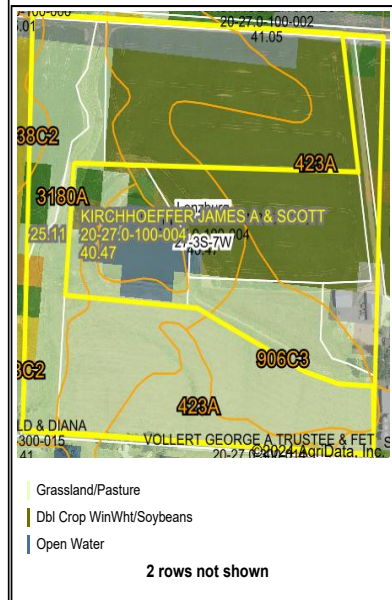 20-27.0-100-002
41.05
38C2
423A
3180A
KIRCHHOEFFER JAMES A & SCOTT
25.11
20-27.0-100-004
27-3S-7W
40.47
906C3
3C2
423A
LD & DIANA
300-015
41
VOLLERT GEORGE A TRUSTEE & FET
©2024 AgriData, Inc.
Grassland/Pasture
Dbl Crop WinWht/Soybeans
Open Water
2 rows not shown